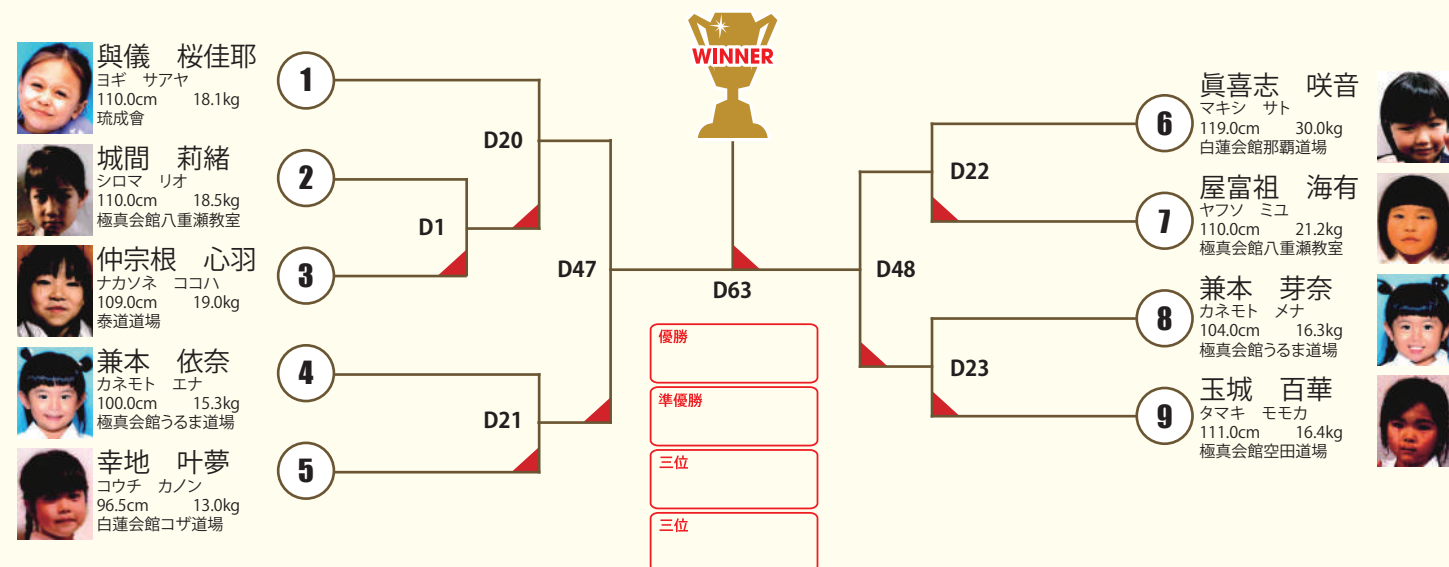 WINNER
與儀　桜佳耶
ヨギ　サアヤ
110.0cm　18.1kg
琉成會
1
城間　莉緒
シロマ　リオ
110.0cm　18.5kg
極真会館八重瀬教室
2
仲宗根　心羽
ナカソネ　ココハ
109.0cm　19.0kg
泰道道場
3
兼本　依奈
カネモト　エナ
100.0cm　15.3kg
極真会館うるま道場
4
幸地　叶夢
コウチ　カノン
96.5cm　13.0kg
白蓮会館コザ道場
5
D20
D1
D47
D21
D63
優勝
準優勝
三位
三位
D22
D48
D23
6
眞喜志　咲音
マキシ　サト
119.0cm　30.0kg
白蓮会館那覇道場
7
屋富祖　海有
ヤフソ　ミユ
110.0cm　21.2kg
極真会館八重瀬教室
8
兼本　芽奈
カネモト　メナ
104.0cm　16.3kg
極真会館うるま道場
9
玉城　百華
タマキ　モモカ
111.0cm　16.4kg
極真会館空田道場